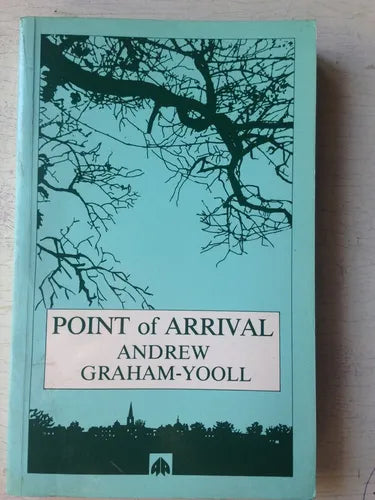 POINT of ARRIVAL
ANDREW
GRAHAM-YOOLL